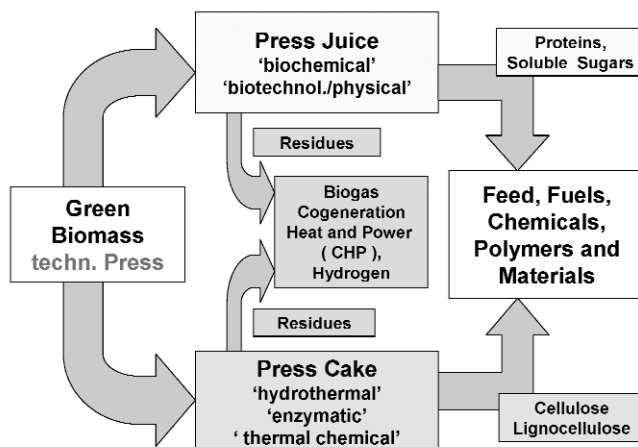 Press Juice
‘biochemical’
‘biotechnol./physical’
Proteins,
Soluble Sugars
Residues
Green
Biomass
techn. Press
Biogas
Cogeneration
Heat and Power
( CHP ),
Hydrogen
Feed, Fuels,
Chemicals,
Polymers and
Materials
Residues
Press Cake
‘hydrothermal’
‘enzymatic’
‘ thermal chemical’
Cellulose
Lignocellulose